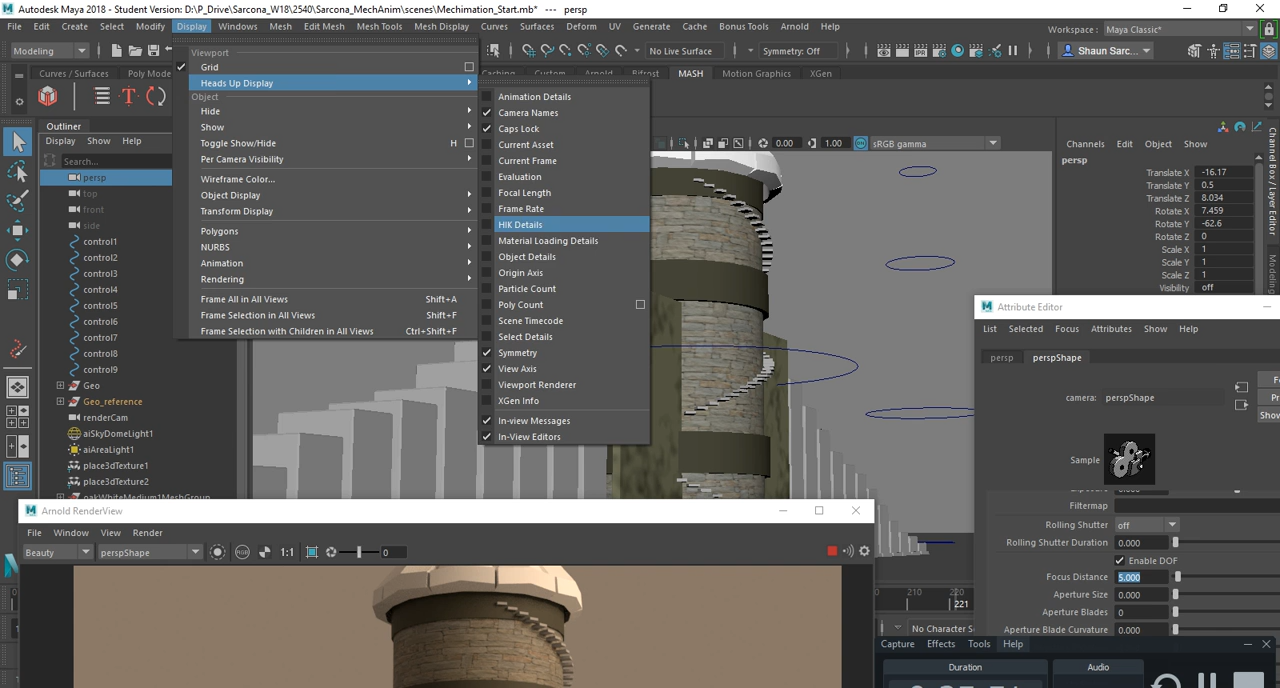 Autodesk Maya 2018 - Student Version: D:\P_Drive\Sarcona_W18\2540\Sarcona_MechAnim\scenes\Mechimation_Start.mb* --- persp
File Edit Create Select Modify Display Windows Mesh Edit Mesh Mesh Tools Mesh Display Curves Surfaces Deform UV Generate Cache Bonus Tools Arnold Help
Workspace : Maya Classic*
Modeling No Live Surface Symmetry: Off Shaun Sarc...
Curves / Surfaces Poly Mode Caching Custom Arnold Bifrost MASH Motion Graphics XGen
Viewport
Grid
Heads Up Display
Object
Hide
Show
Toggle Show/Hide H
Per Camera Visibility
Wireframe Color...
Object Display
Transform Display
Polygons
NURBS
Animation
Rendering
Frame All in All Views Shift+A
Frame Selection in All Views Shift+F
Frame Selection with Children in All Views Ctrl+Shift+F
Animation Details
Camera Names
Caps Lock
Current Asset
Current Frame
Evaluation
Focal Length
Frame Rate
HIK Details
Material Loading Details
Object Details
Origin Axis
Particle Count
Poly Count
Scene Timecode
Select Details
Symmetry
View Axis
Viewport Renderer
XGen Info
In-view Messages
In-View Editors
Outliner
Display Show Help
Search...
persp
top
front
side
control1
control2
control3
control4
control5
control6
control7
control8
control9
Geo
Geo_reference
renderCam
aiSkyDomeLight1
aiAreaLight1
place3dTexture1
place3dTexture2
oakWhiteMedium1MeshGroup
0.00 1.00 sRGB gamma
Channels Edit Object Show
persp
Translate X -16.17
Translate Y 0.5
Translate Z 8.034
Rotate X 7.459
Rotate Y -62.6
Rotate Z 0
Scale X 1
Scale Y 1
Scale Z 1
Visibility off
Channel Box / Layer Editor
Modeling
Attribute Editor
List Selected Focus Attributes Show Help
persp perspShape
camera: perspShape
Fo
Pr
Show
Sample
Exposure 0.000
Filtermap
Rolling Shutter off
Rolling Shutter Duration 0.000
Enable DOF
Focus Distance 5.000
Aperture Size 0.000
Aperture Blades 0
Aperture Blade Curvature 0.000
Arnold RenderView
File Window View Render
Beauty perspShape 1:1 0
210 220
221
No Character S
Capture Effects Tools Help
Duration Audio